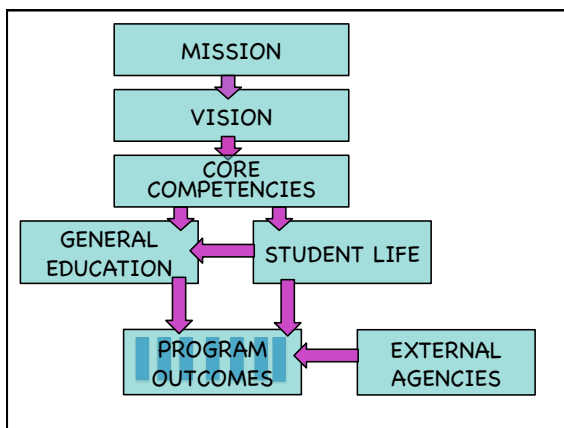 MISSION
VISION
CORE
COMPETENCIES
GENERAL
EDUCATION
STUDENT LIFE
PROGRAM
OUTCOMES
EXTERNAL
AGENCIES